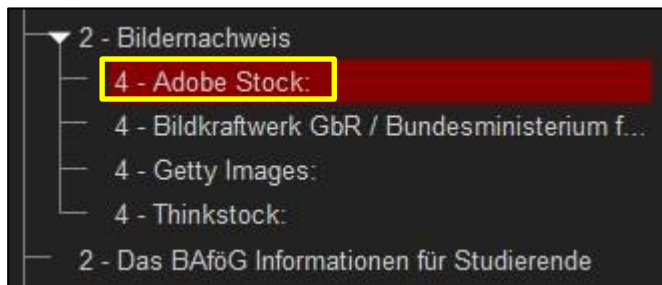 2 - Bildernachweis
4 - Adobe Stock:
4 - Bildkraftwerk GbR / Bundesministerium f...
4 - Getty Images:
4 - Thinkstock:
2 - Das BAföG Informationen für Studierende